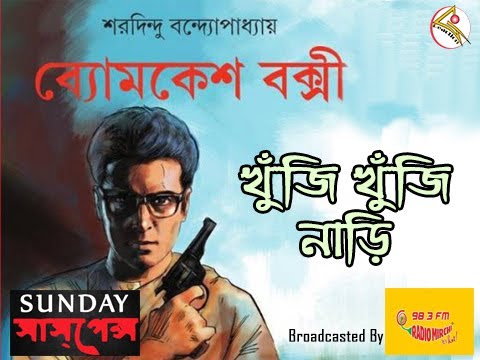 শরদিন্দু বন্দ্যোপাধ্যায়
ব্যোমকেশ বক্সী
খুঁজি খুঁজি
নাড়ি
SUNDAY
সাসপেন্স
Broadcasted By
98.3 FM
RADIO MIRCHI